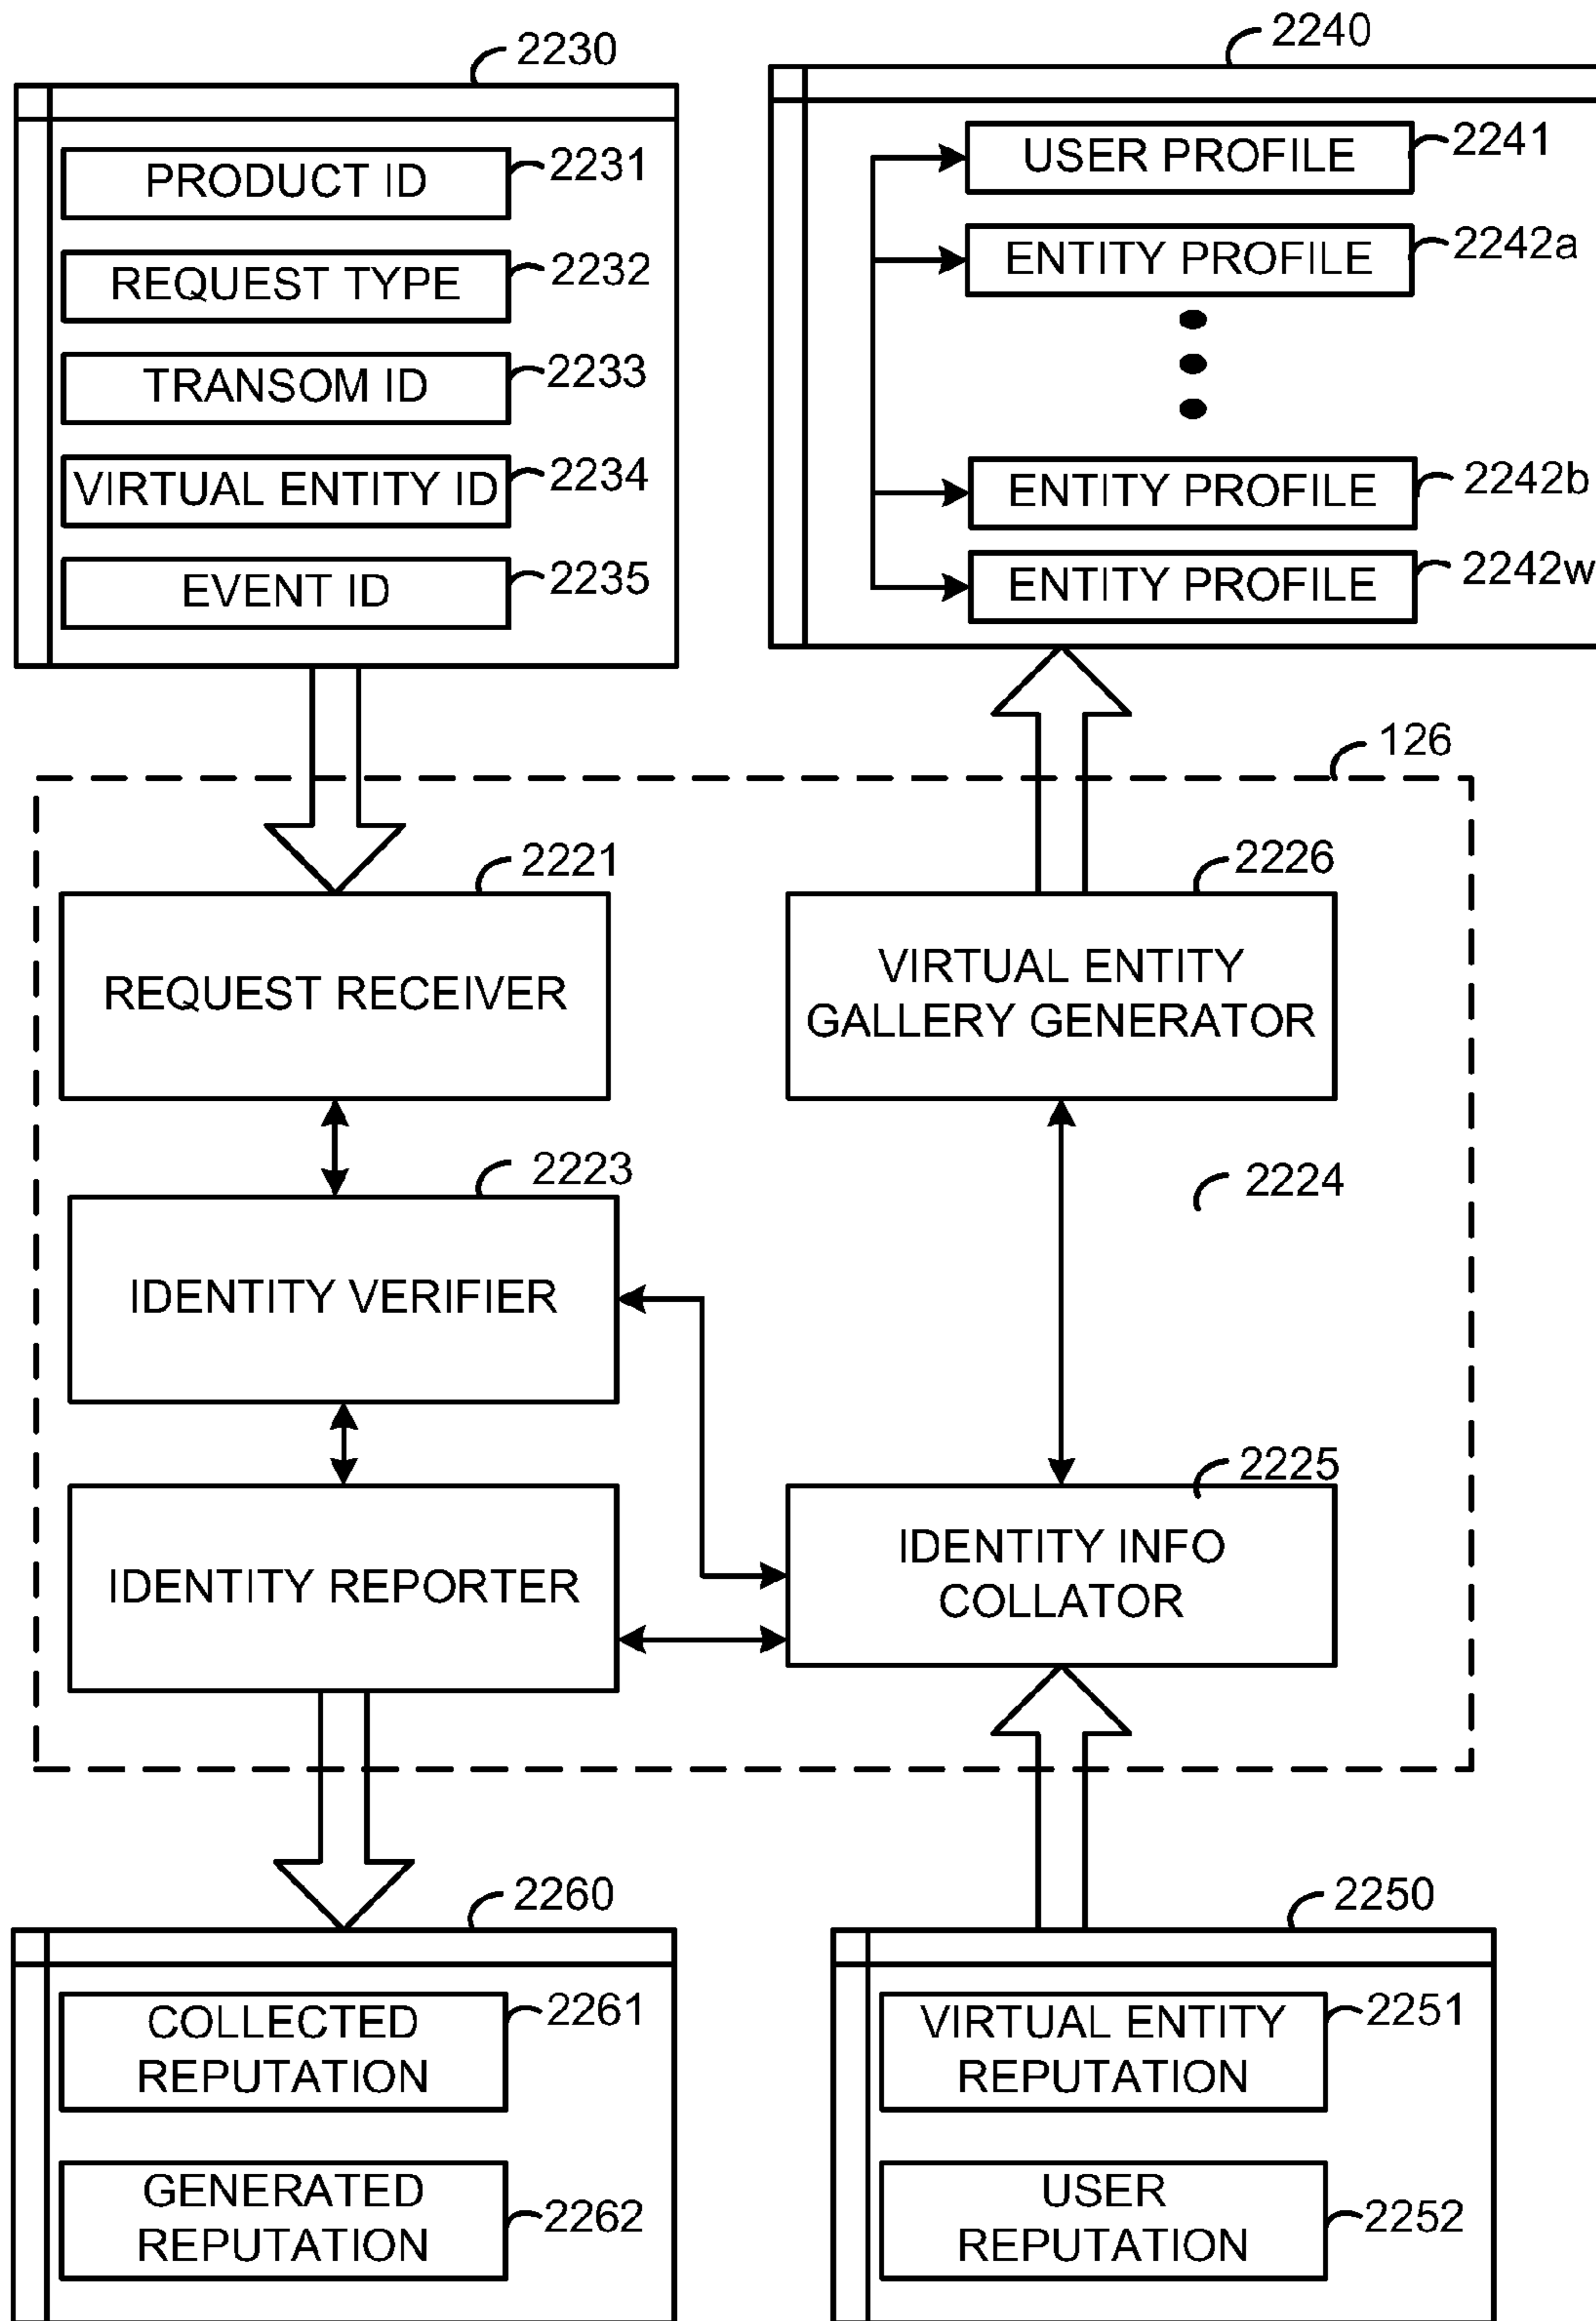 2230
PRODUCT ID
2231
REQUEST TYPE
2232
TRANSOM ID
2233
VIRTUAL ENTITY ID
2234
EVENT ID
2235
2240
USER PROFILE
2241
ENTITY PROFILE
2242a
ENTITY PROFILE
2242b
ENTITY PROFILE
2242w
126
2221
REQUEST RECEIVER
2226
VIRTUAL ENTITY
GALLERY GENERATOR
2223
IDENTITY VERIFIER
2224
IDENTITY REPORTER
2225
IDENTITY INFO
COLLATOR
2260
COLLECTED
REPUTATION
2261
GENERATED
REPUTATION
2262
2250
VIRTUAL ENTITY
REPUTATION
2251
USER
REPUTATION
2252